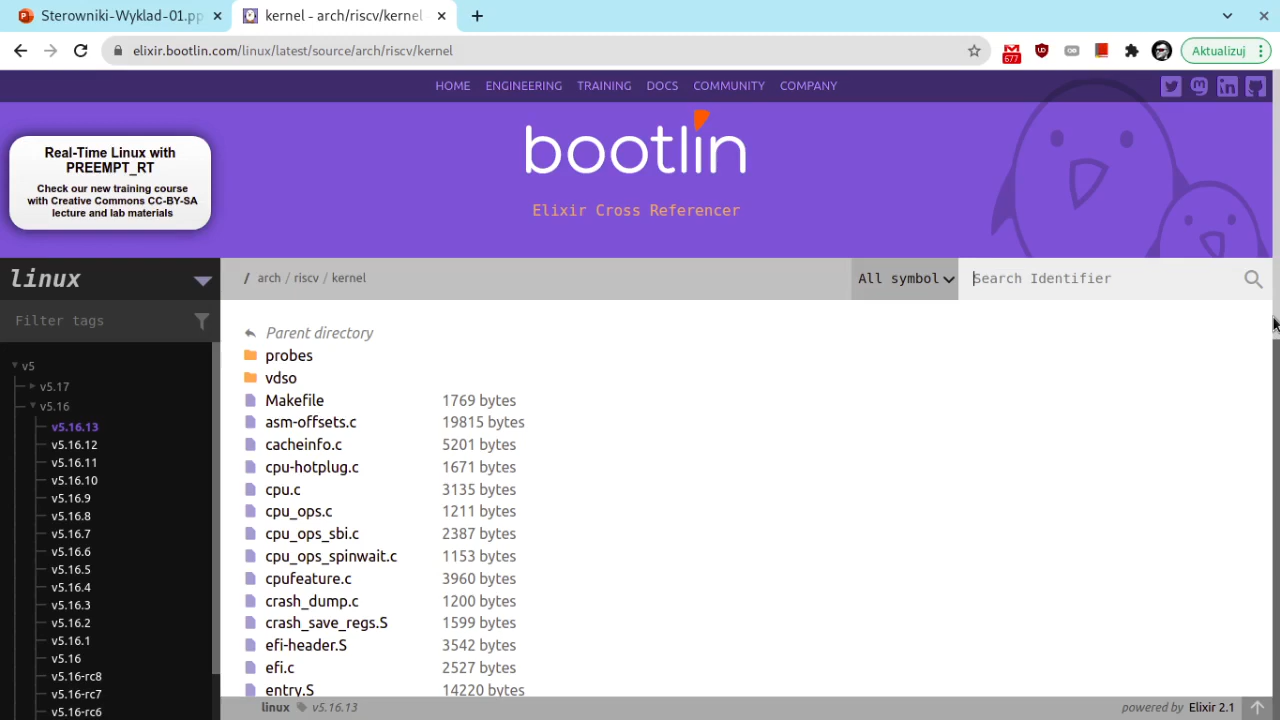 Sterowniki-Wyklad-01.pp
kernel - arch/riscv/kernel
elixir.bootlin.com/linux/latest/source/arch/riscv/kernel
677
Aktualizuj
HOME ENGINEERING TRAINING DOCS COMMUNITY COMPANY
Real-Time Linux with
PREEMPT_RT
Check our new training course
with Creative Commons CC-BY-SA
lecture and lab materials
bootlin
Elixir Cross Referencer
linux
/ arch / riscv / kernel
All symbol
Search Identifier
Filter tags
v5
v5.17
v5.16
v5.16.13
v5.16.12
v5.16.11
v5.16.10
v5.16.9
v5.16.8
v5.16.7
v5.16.6
v5.16.5
v5.16.4
v5.16.3
v5.16.2
v5.16.1
v5.16
v5.16-rc8
v5.16-rc7
v5.16-rc6
Parent directory
probes
vdso
Makefile 1769 bytes
asm-offsets.c 19815 bytes
cacheinfo.c 5201 bytes
cpu-hotplug.c 1671 bytes
cpu.c 3135 bytes
cpu_ops.c 1211 bytes
cpu_ops_sbi.c 2387 bytes
cpu_ops_spinwait.c 1153 bytes
cpufeature.c 3960 bytes
crash_dump.c 1200 bytes
crash_save_regs.S 1599 bytes
efi-header.S 3542 bytes
efi.c 2527 bytes
entry.S 14220 bytes
linux v5.16.13
powered by Elixir 2.1